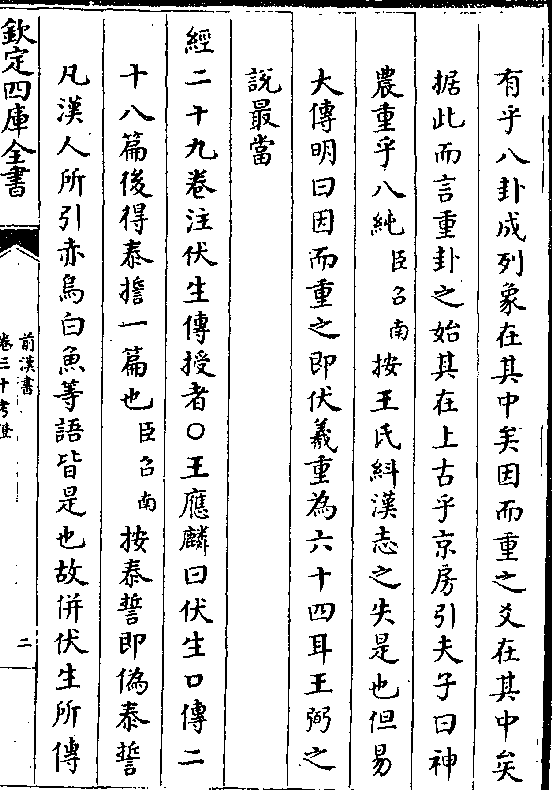 有乎八卦成列象在其中矣因而重之爻在其中矣
据此而言重卦之始其在上古乎京房引夫子曰神
農重乎八純臣召南按王氏糾漢志之失是也但易
大傳明曰因而重之即伏羲重為六十四耳王弼之
說最當
經二十九卷注伏生傳授者○王應麟曰伏生口傳二
十八篇後得泰誓一篇也臣召南按泰誓即偽泰誓
凡漢人所引赤烏白魚等語皆是也故併伏生所傳
欽定四庫全書
前漢書
卷三十考證
二